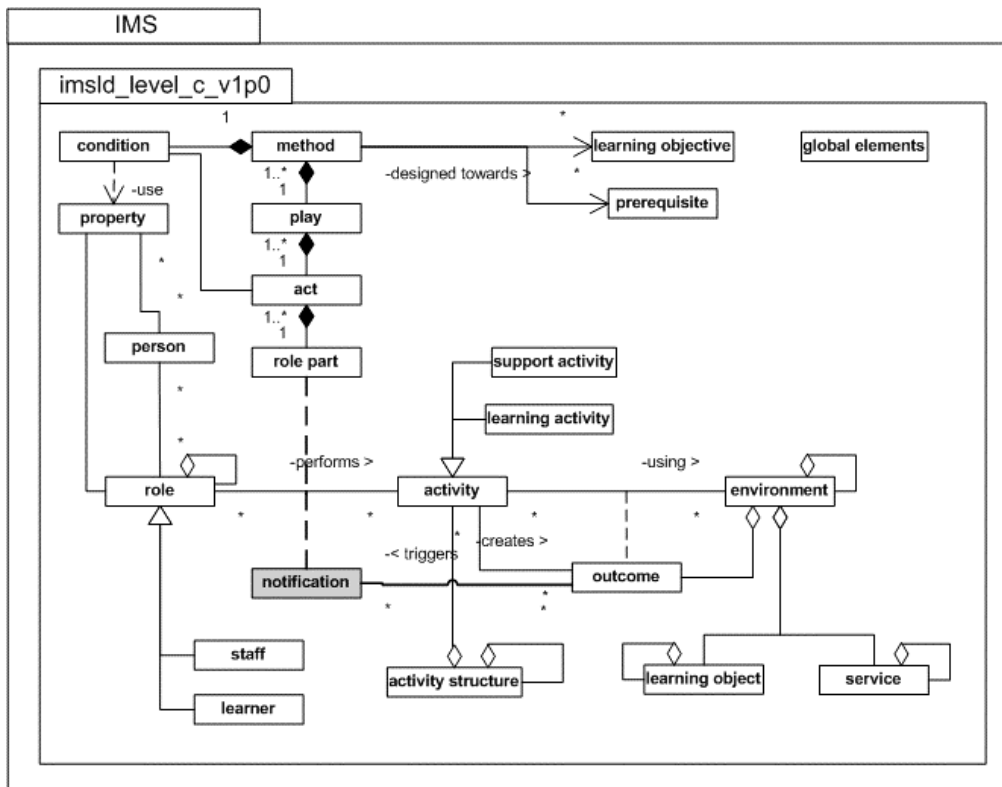 IMS
imsld_level_c_v1p0
1
*
condition
method
learning objective
global elements
1..*
-designed towards >
*
-use
1
prerequisite
property
play
1..*
*
1
act
*
1..*
1
person
role part
support activity
*
learning activity
*
-performs >
-using >
role
activity
environment
*
*
*
*
*
-< triggers
-creates >
notification
outcome
*
*
*
staff
activity structure
learning object
service
learner